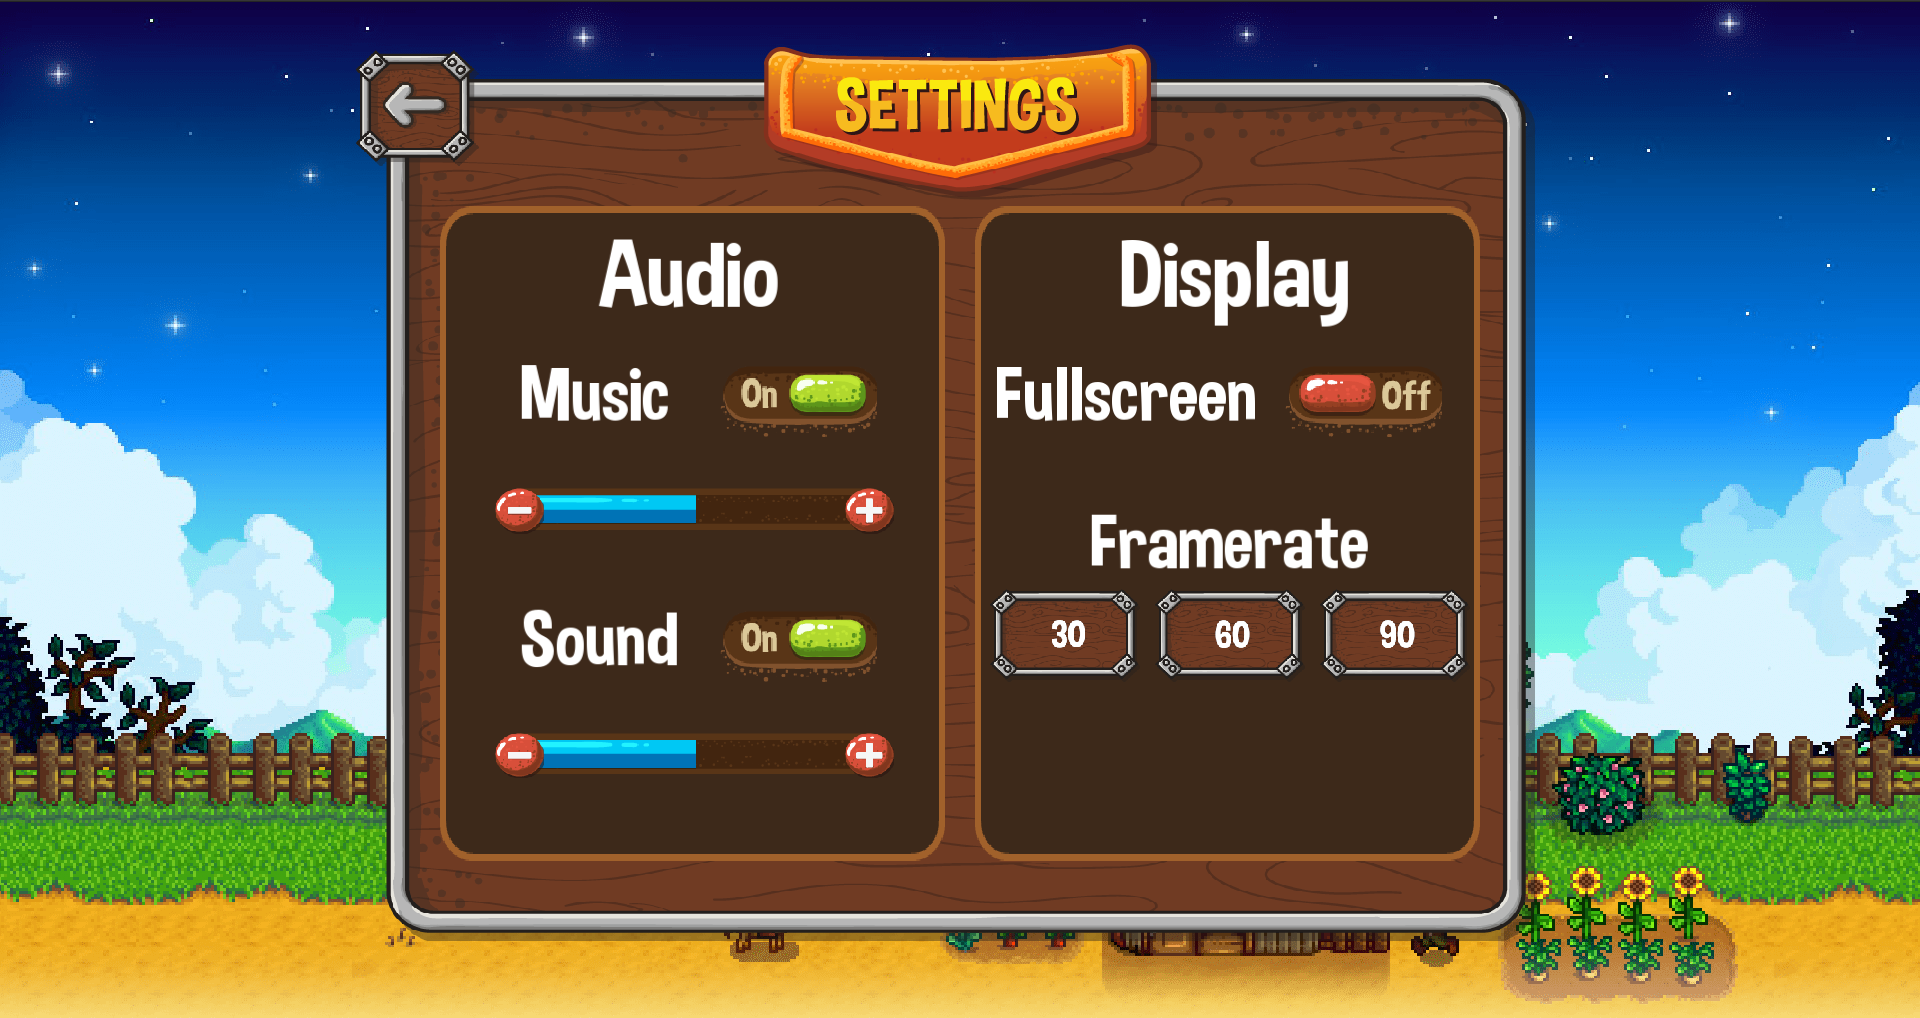 SETTINGS
Audio
Music On
Sound On
Display
Fullscreen Off
Framerate
30 60 90